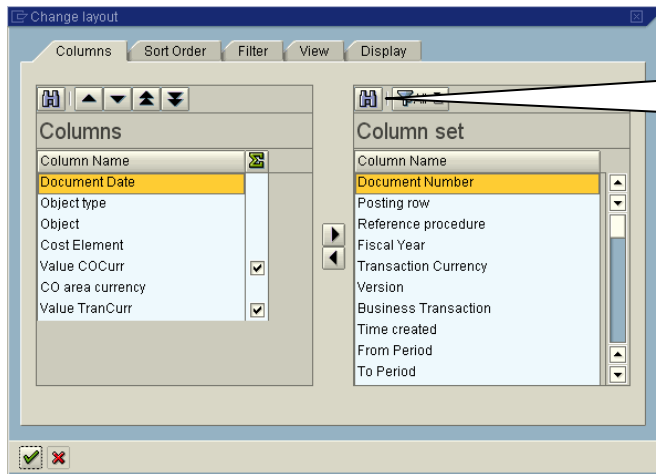 Change layout
Columns Sort Order Filter View Display
Columns
Column Name
Document Date
Object type
Object
Cost Element
Value COCurr
CO area currency
Value TranCurr
Column set
Column Name
Document Number
Posting row
Reference procedure
Fiscal Year
Transaction Currency
Version
Business Transaction
Time created
From Period
To Period